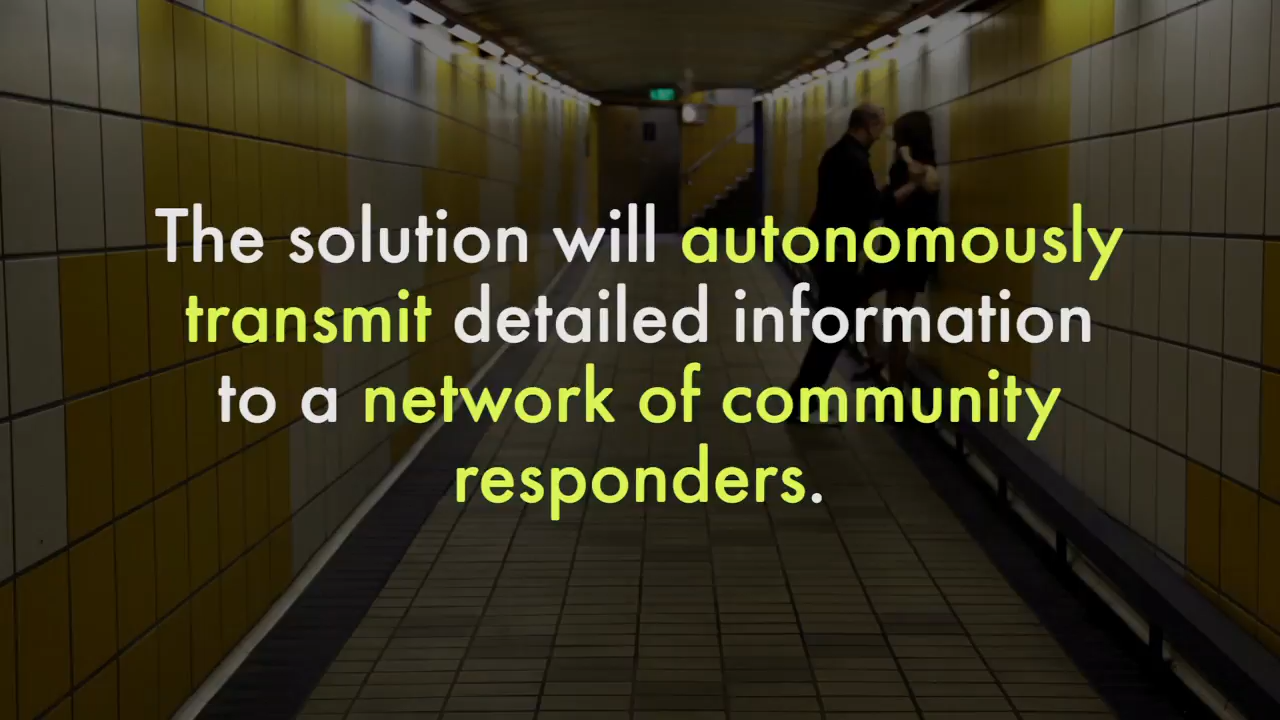 The solution will autonomously
transmit detailed information
to a network of community
responders.